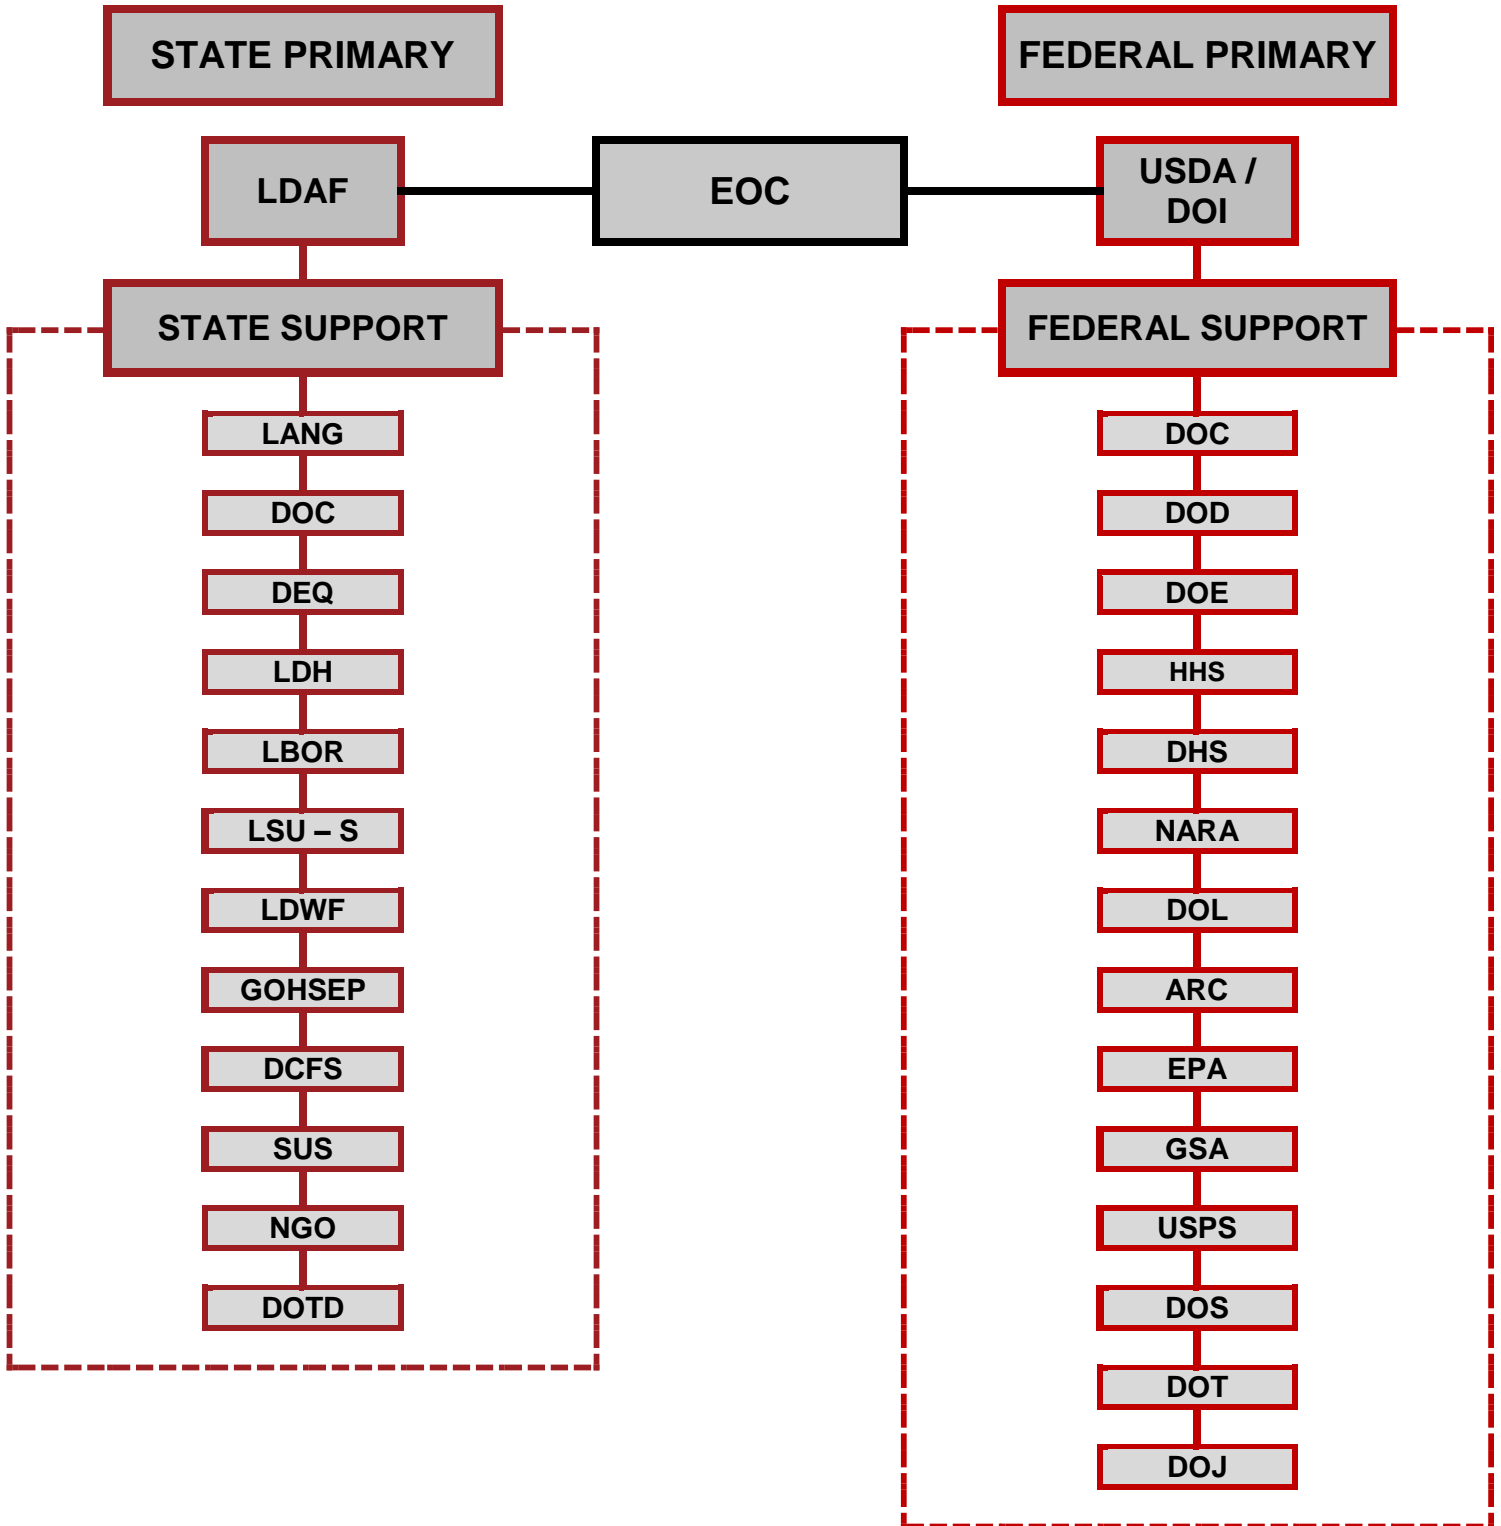 STATE PRIMARY
FEDERAL PRIMARY
LDAF
EOC
USDA /
DOI
STATE SUPPORT
FEDERAL SUPPORT
LANG
DOC
DEQ
LDH
LBOR
LSU – S
LDWF
GOHSEP
DCFS
SUS
NGO
DOTD
DOC
DOD
DOE
HHS
DHS
NARA
DOL
ARC
EPA
GSA
USPS
DOS
DOT
DOJ